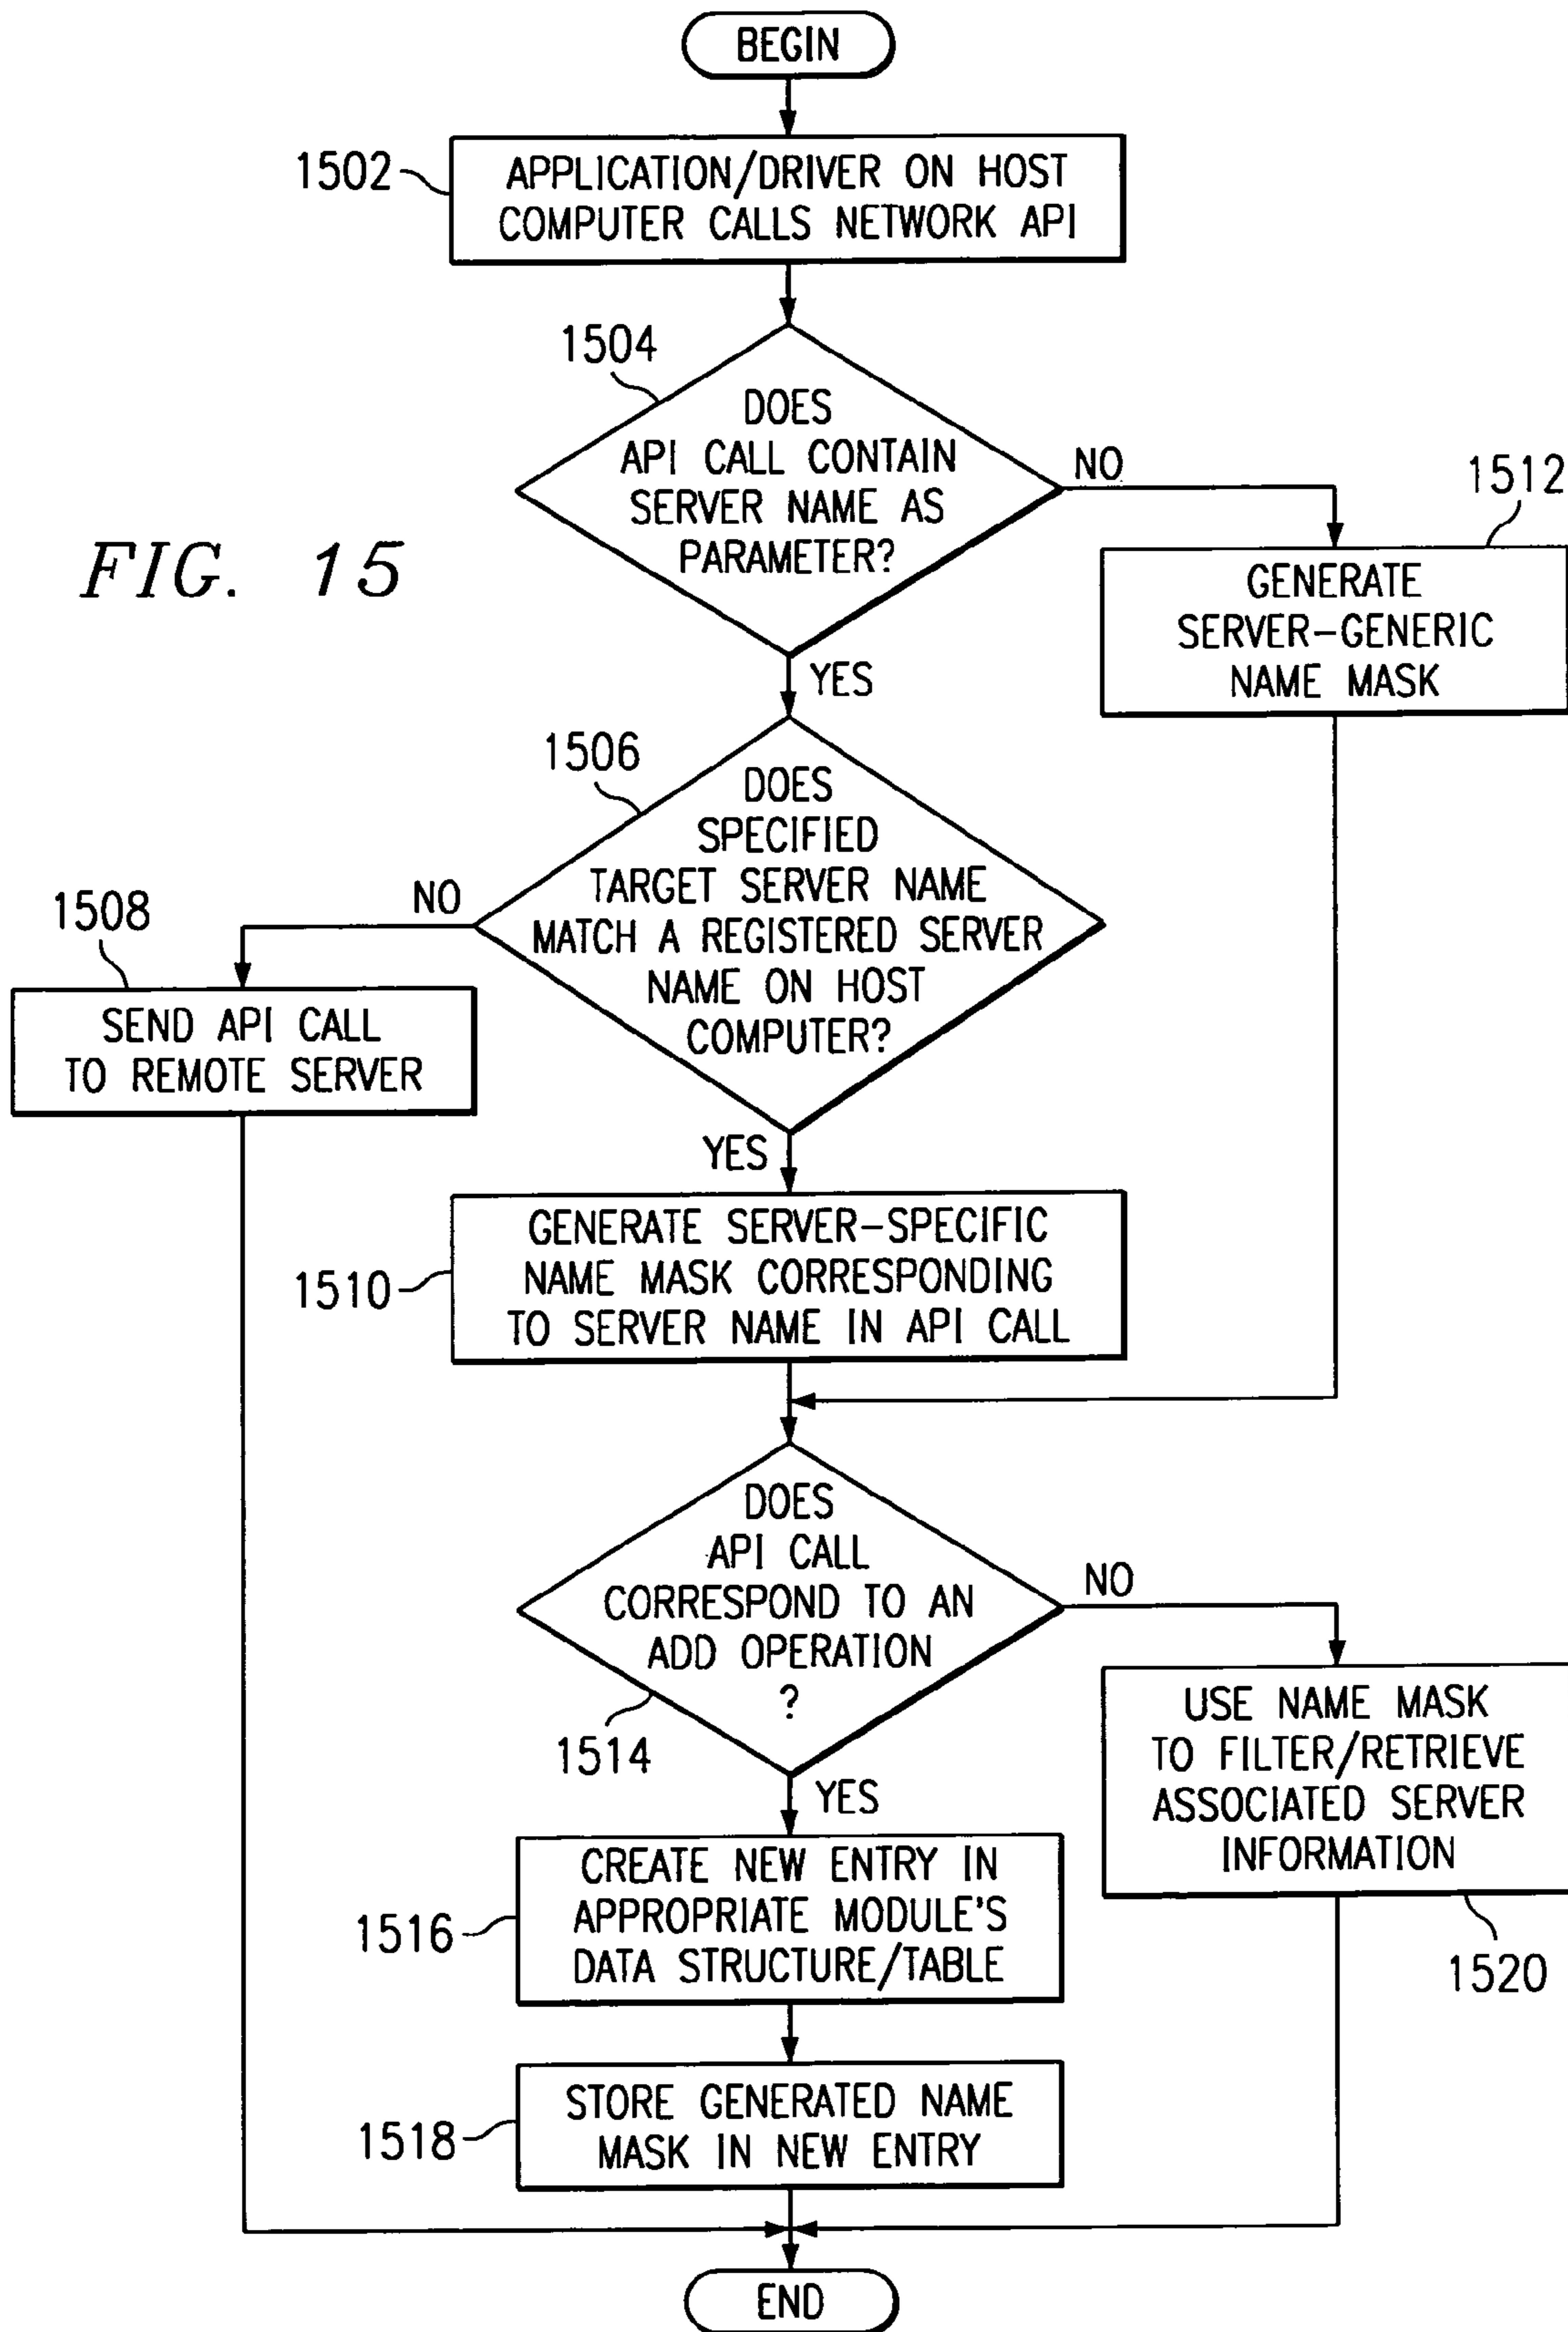 BEGIN
1502
APPLICATION/DRIVER ON HOST
COMPUTER CALLS NETWORK API
1504
DOES
API CALL CONTAIN
SERVER NAME AS
PARAMETER?
NO
1512
GENERATE
SERVER-GENERIC
NAME MASK
FIG. 15
YES
1506
DOES
SPECIFIED
TARGET SERVER NAME
MATCH A REGISTERED SERVER
NAME ON HOST
COMPUTER?
NO
1508
SEND API CALL
TO REMOTE SERVER
YES
1510
GENERATE SERVER-SPECIFIC
NAME MASK CORRESPONDING
TO SERVER NAME IN API CALL
DOES
API CALL
CORRESPOND TO AN
ADD OPERATION
?
1514
NO
USE NAME MASK
TO FILTER/RETRIEVE
ASSOCIATED SERVER
INFORMATION
1520
YES
1516
CREATE NEW ENTRY IN
APPROPRIATE MODULE'S
DATA STRUCTURE/TABLE
1518
STORE GENERATED NAME
MASK IN NEW ENTRY
END